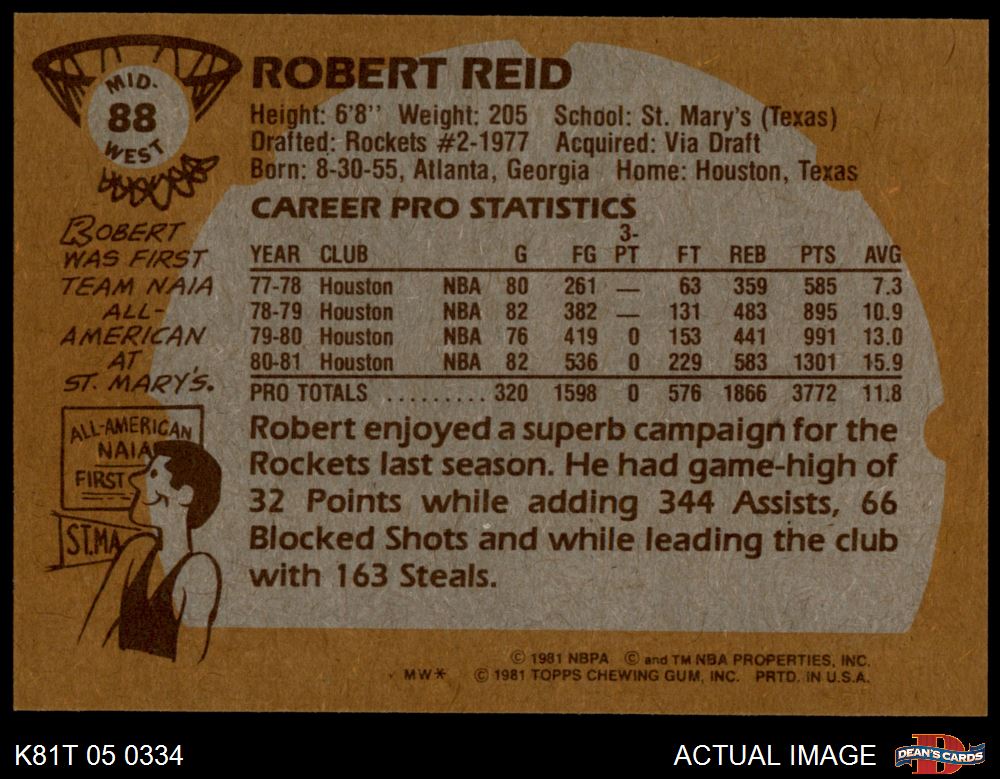 MID-
88
WEST
ROBERT REID
Height: 6'8'' Weight: 205 School: St. Mary's (Texas)
Drafted: Rockets #2-1977 Acquired: Via Draft
Born: 8-30-55, Atlanta, Georgia Home: Houston, Texas
ROBERT
WAS FIRST
TEAM NAIA
ALL-
AMERICAN
AT
ST. MARY'S.
ALL-AMERICAN
NAIA
FIRST
ST.MA
CAREER PRO STATISTICS
YEAR CLUB G FG 3-PT FT REB PTS AVG
77-78 Houston NBA 80 261 — 63 359 585 7.3
78-79 Houston NBA 82 382 — 131 483 895 10.9
79-80 Houston NBA 76 419 0 153 441 991 13.0
80-81 Houston NBA 82 536 0 229 583 1301 15.9
PRO TOTALS ......... 320 1598 0 576 1866 3772 11.8
Robert enjoyed a superb campaign for the
Rockets last season. He had game-high of
32 Points while adding 344 Assists, 66
Blocked Shots and while leading the club
with 163 Steals.
© 1981 NBPA © and TM NBA PROPERTIES, INC.
MW* © 1981 TOPPS CHEWING GUM, INC. PRTD. IN U.S.A.
K81T 05 0334
ACTUAL IMAGE
D
DEAN'S CARDS